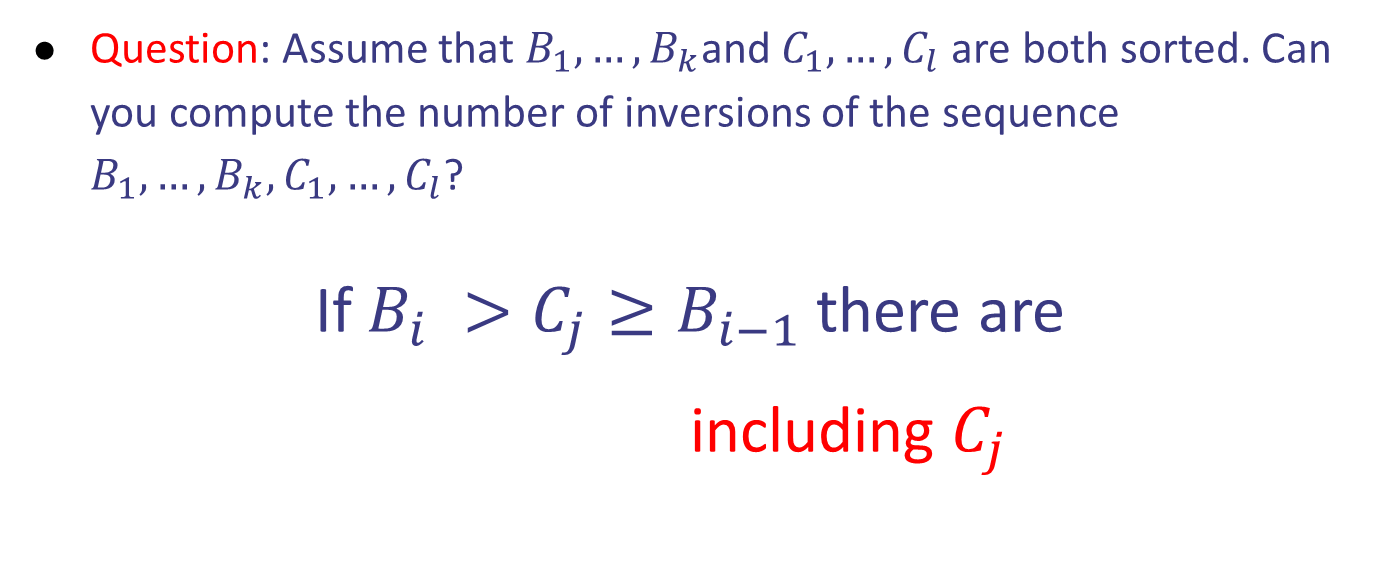 • Question: Assume that B₁, … , Bₖ and C₁, … , Cₗ are both sorted. Can
you compute the number of inversions of the sequence
B₁, … , Bₖ, C₁, … , Cₗ?
If Bᵢ > Cⱼ ≥ Bᵢ₋₁ there are
including Cⱼ